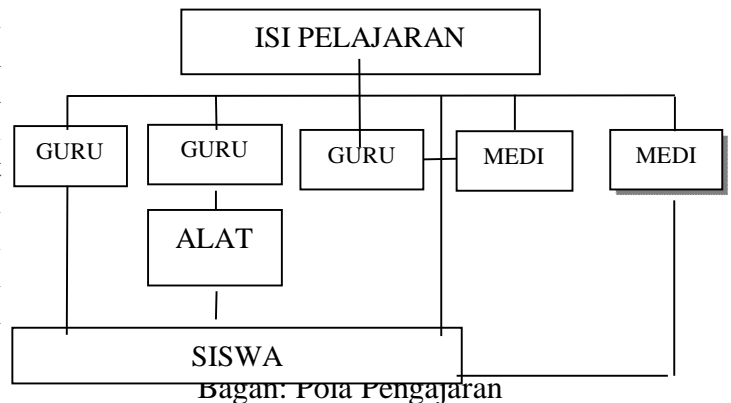 ISI PELAJARAN
GURU GURU GURU MEDI MEDI
ALAT
SISWA
Bagan: Pola Pengajaran